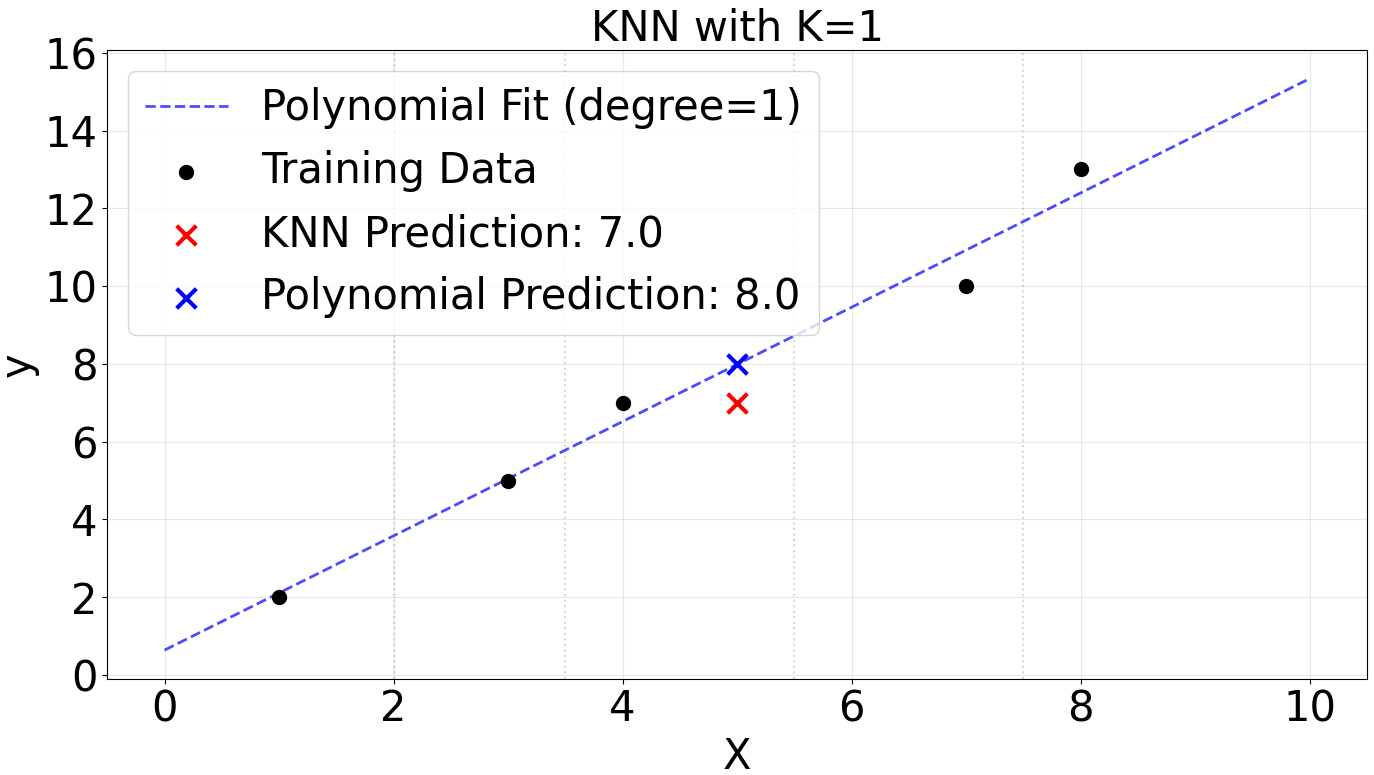 KNN with K=1
16
14
12
10
8
6
4
2
0
y
Polynomial Fit (degree=1)
Training Data
KNN Prediction: 7.0
Polynomial Prediction: 8.0
0 2 4 6 8 10
X